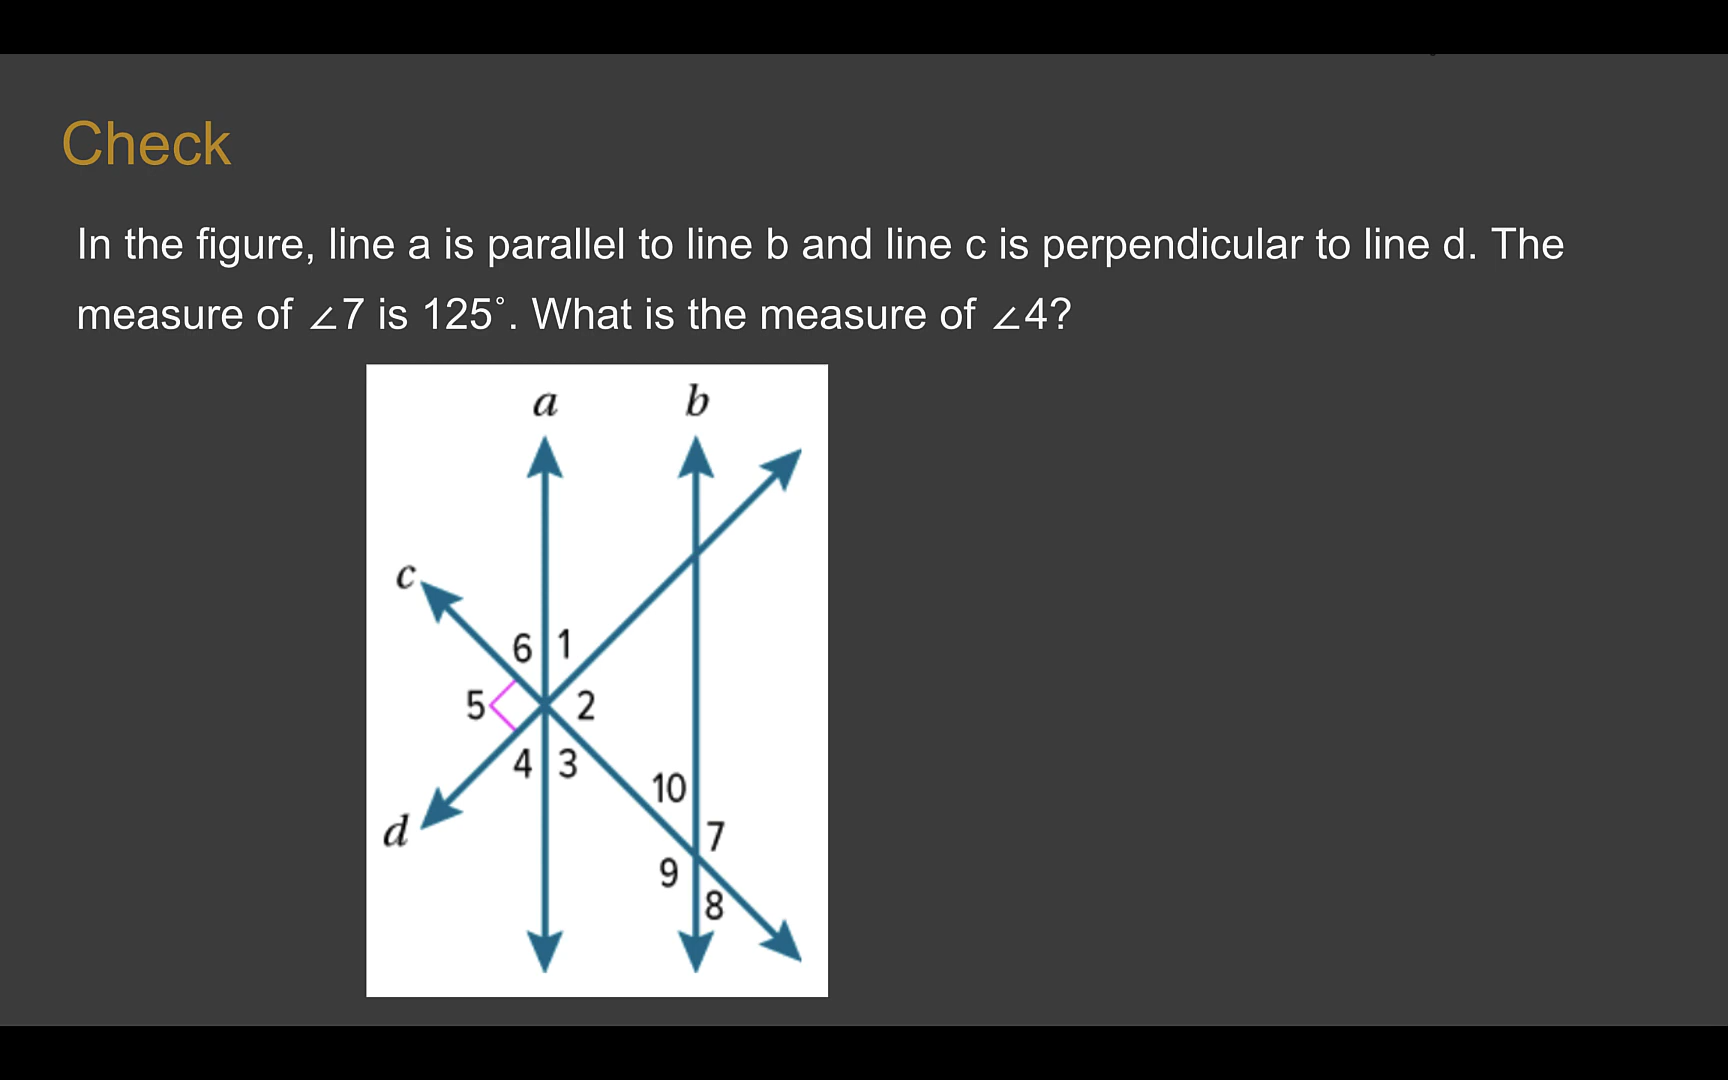 Check
In the figure, line a is parallel to line b and line c is perpendicular to line d. The
measure of ∠7 is 125°. What is the measure of ∠4?
a b
c
6 1
5 2
4 3
10
d 7
9
8